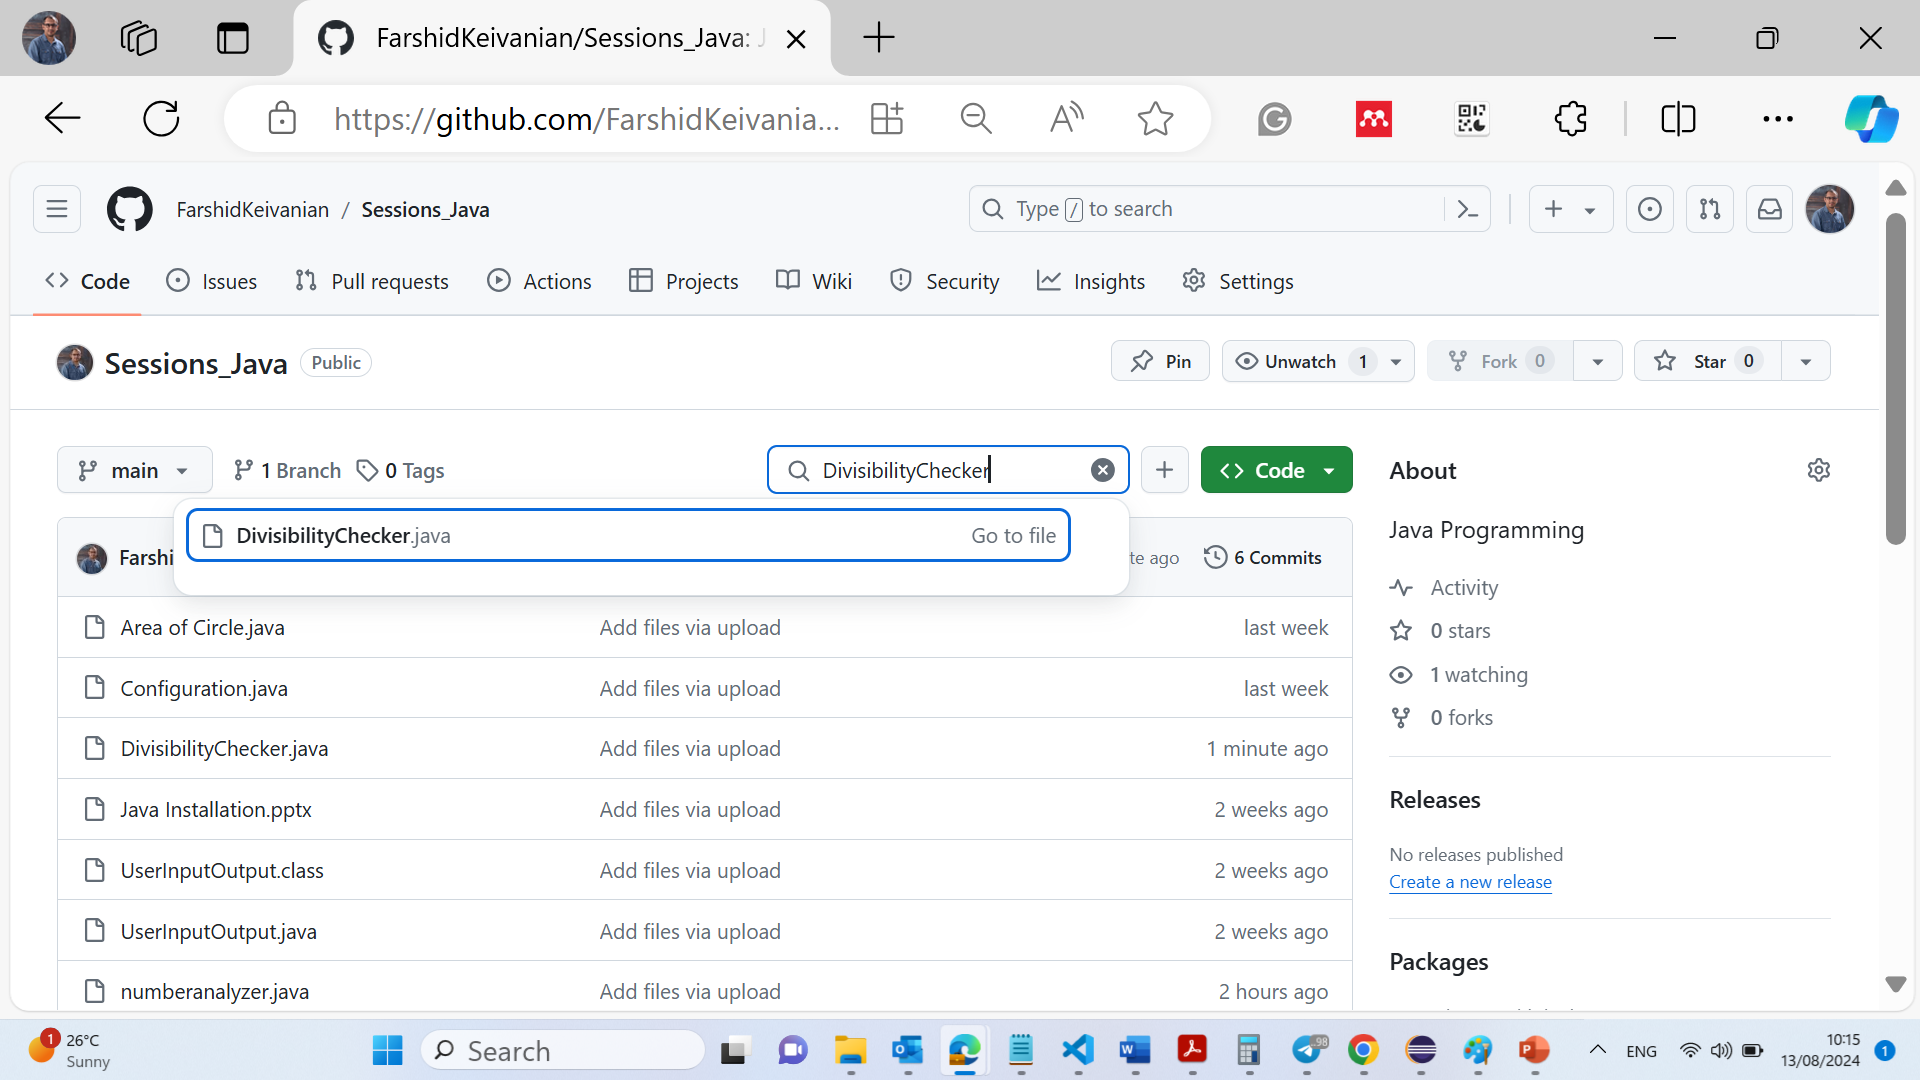 FarshidKeivanian/Sessions_Java: J
https://github.com/FarshidKeivania...
FarshidKeivanian / Sessions_Java
Type / to search
Code Issues Pull requests Actions Projects Wiki Security Insights Settings
Sessions_Java Public
Pin Unwatch 1 Fork 0 Star 0
main 1 Branch 0 Tags DivisibilityChecker Code
DivisibilityChecker.java Go to file
Farshi te ago 6 Commits
Area of Circle.java Add files via upload last week
Configuration.java Add files via upload last week
DivisibilityChecker.java Add files via upload 1 minute ago
Java Installation.pptx Add files via upload 2 weeks ago
UserInputOutput.class Add files via upload 2 weeks ago
UserInputOutput.java Add files via upload 2 weeks ago
numberanalyzer.java Add files via upload 2 hours ago
About
Java Programming
Activity
0 stars
1 watching
0 forks
Releases
No releases published
Create a new release
Packages
1 26°C
Sunny
Search
98
ENG
10:15
13/08/2024
1